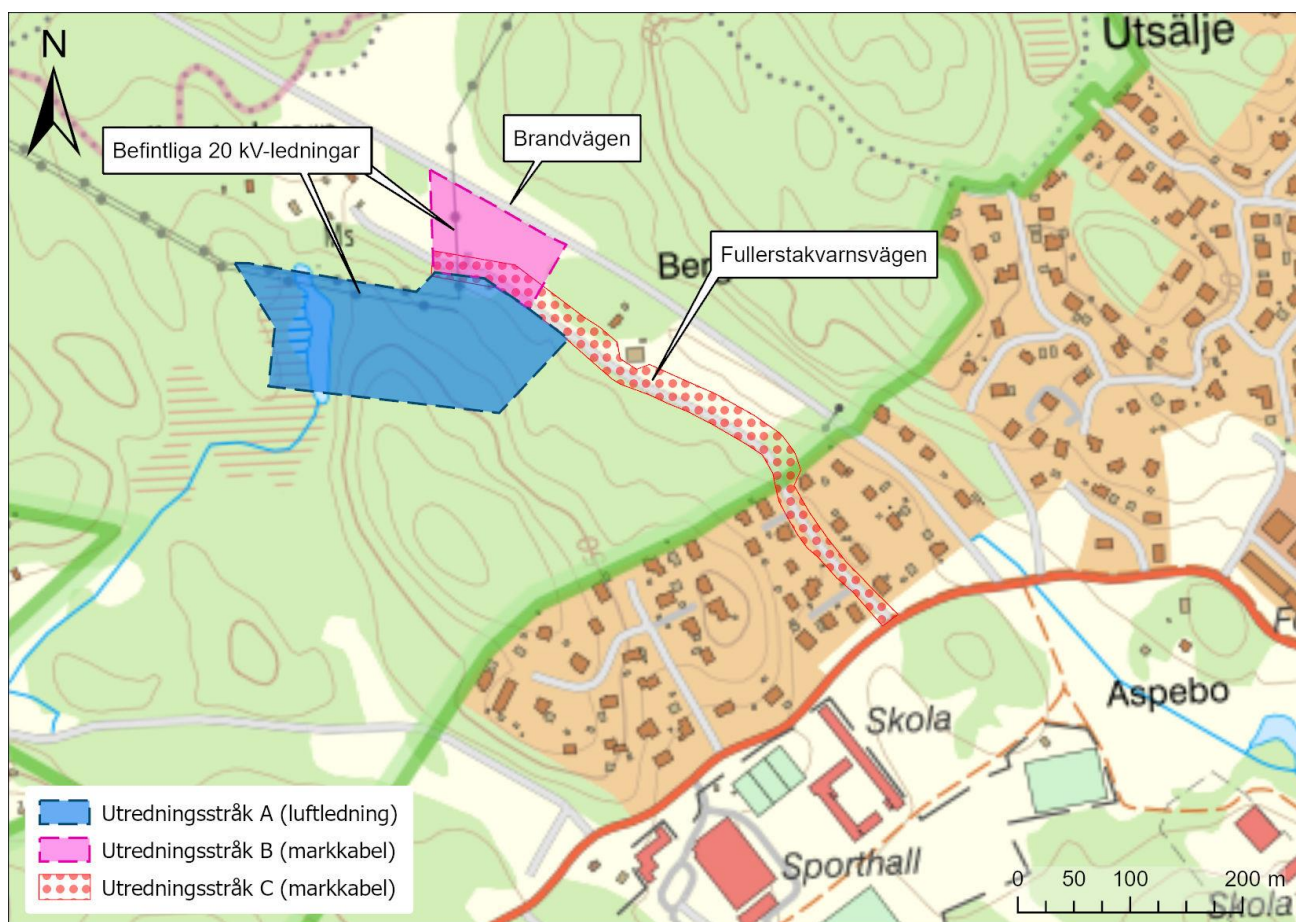 Utsälje
N
Brandvägen
Befintliga 20 kV-ledningar
Ms
Fullerstakvarnsvägen
Aspebo
Skola
Utredningsstråk A (luftledning)
Utredningsstråk B (markkabel)
Utredningsstråk C (markkabel)
Sporthall
0 50 100 200 m
Skola